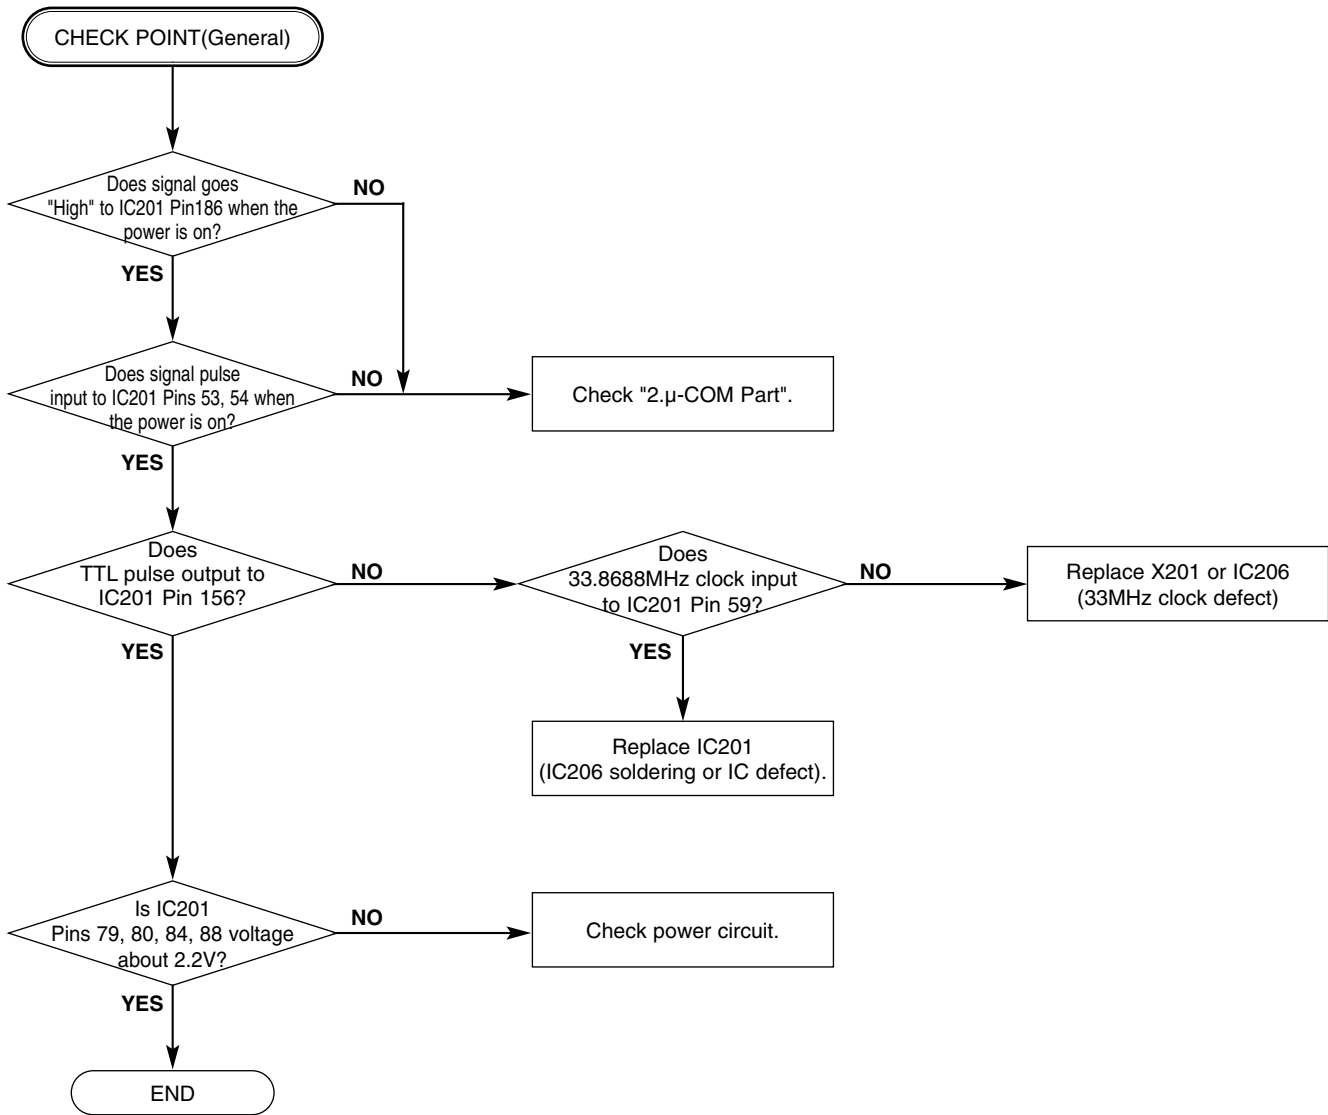 CHECK POINT(General)
Does signal goes
"High" to IC201 Pin186 when the
power is on?
NO
YES
Does signal pulse
input to IC201 Pins 53, 54 when
the power is on?
NO
Check "2.µ-COM Part".
YES
Does
TTL pulse output to
IC201 Pin 156?
NO
Does
33.8688MHz clock input
to IC201 Pin 59?
NO
Replace X201 or IC206
(33MHz clock defect)
YES
YES
Replace IC201
(IC206 soldering or IC defect).
Is IC201
Pins 79, 80, 84, 88 voltage
about 2.2V?
NO
Check power circuit.
YES
END